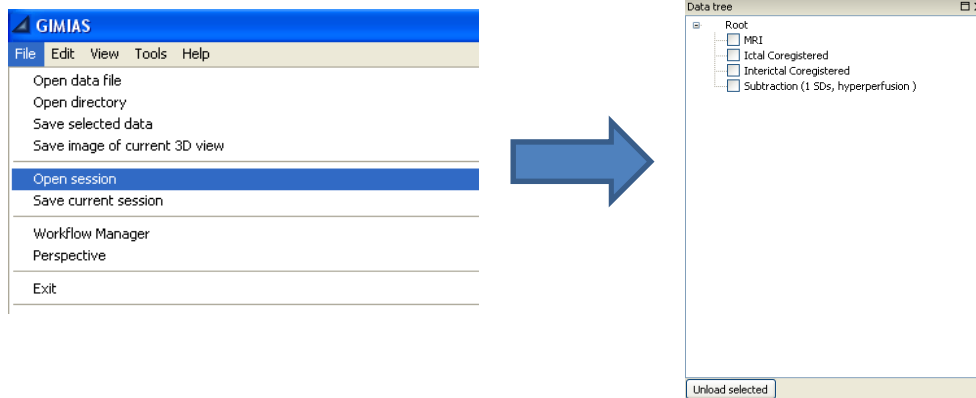 GIMIAS
File Edit View Tools Help
Open data file
Open directory
Save selected data
Save image of current 3D view
Open session
Save current session
Workflow Manager
Perspective
Exit
Data tree
Root
MRI
Ictal Coregistered
Interictal Coregistered
Subtraction (1 SDs, hyperperfusion )
Unload selected